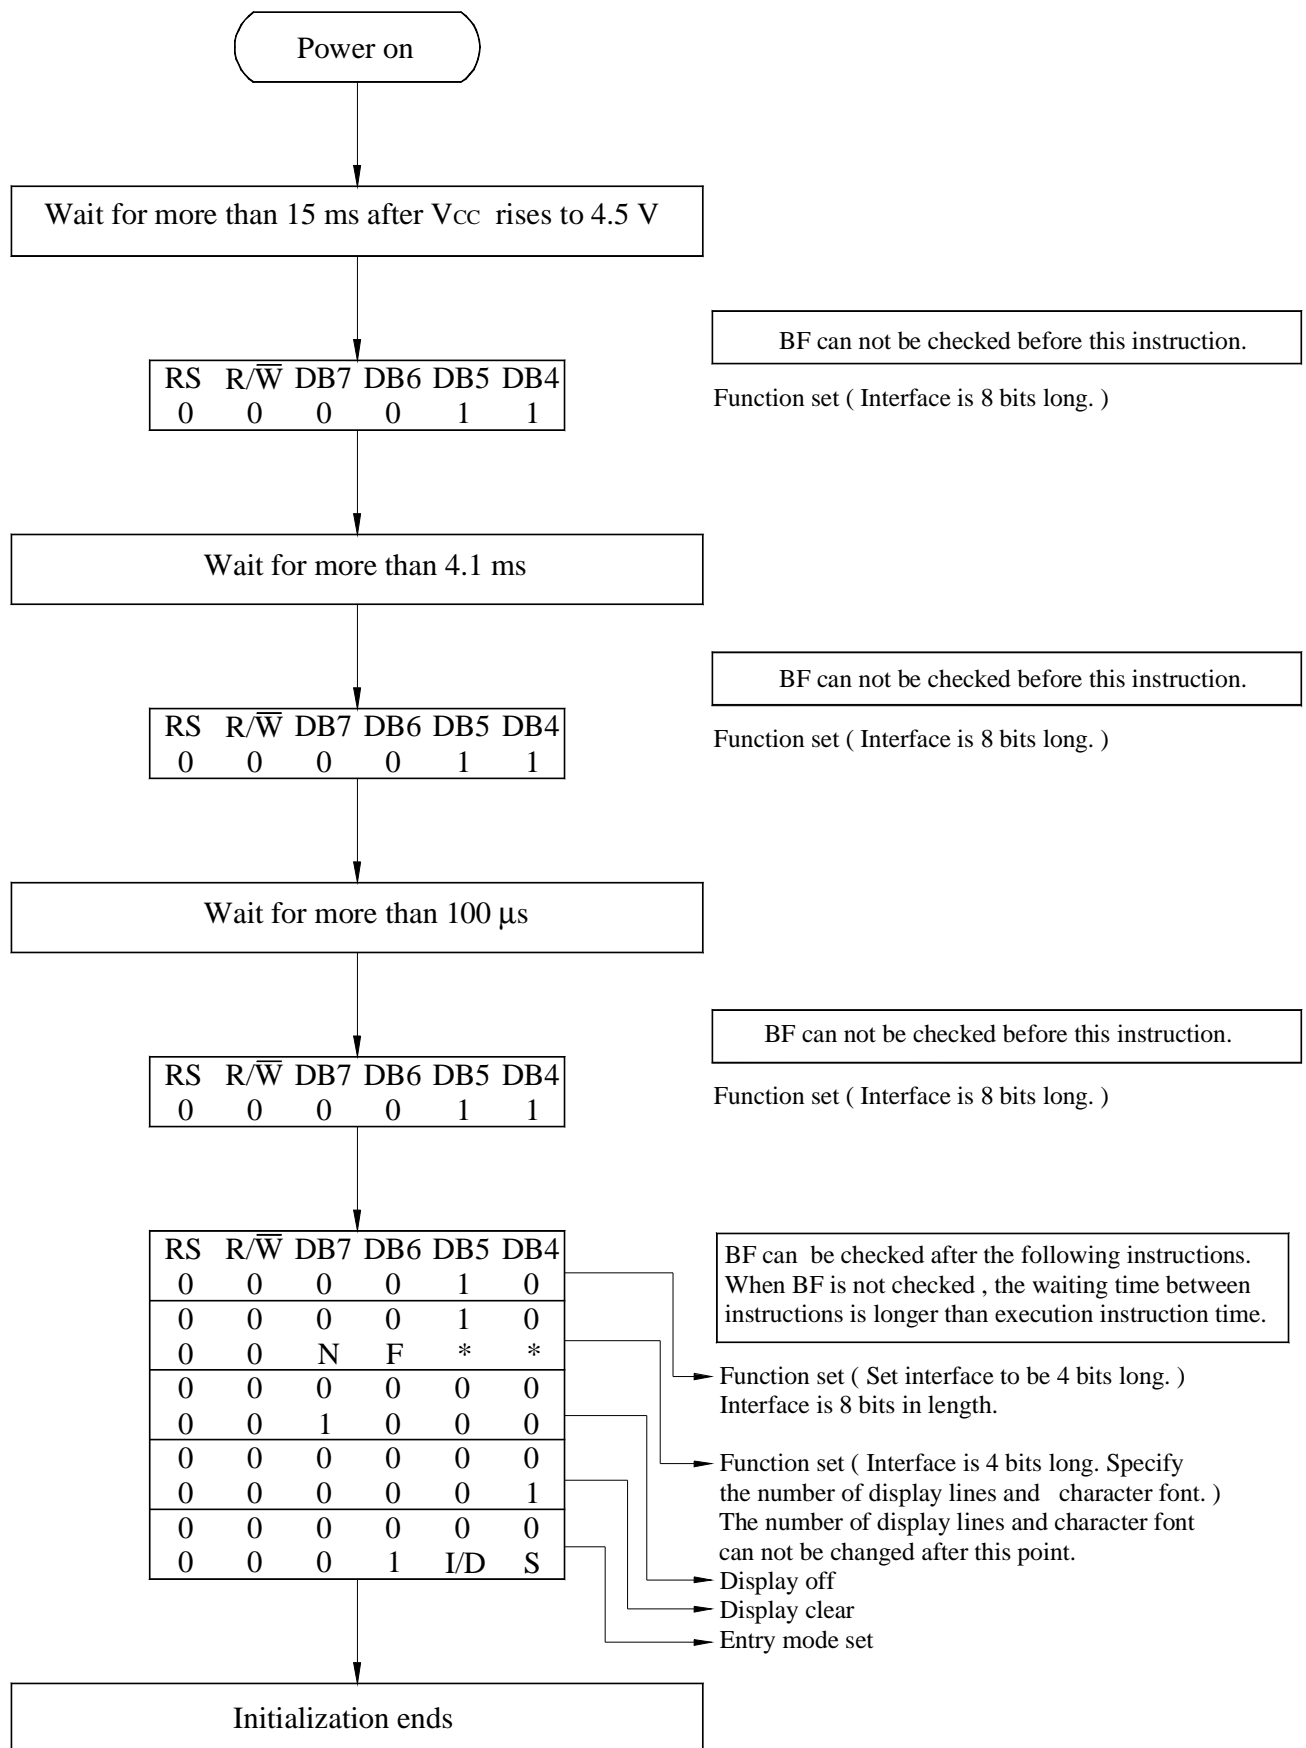 Power on
Wait for more than 15 ms after Vcc rises to 4.5 V
BF can not be checked before this instruction.
RS R/W̅ DB7 DB6 DB5 DB4
0 0 0 0 1 1
Function set ( Interface is 8 bits long. )
Wait for more than 4.1 ms
BF can not be checked before this instruction.
RS R/W̅ DB7 DB6 DB5 DB4
0 0 0 0 1 1
Function set ( Interface is 8 bits long. )
Wait for more than 100 µs
BF can not be checked before this instruction.
RS R/W̅ DB7 DB6 DB5 DB4
0 0 0 0 1 1
Function set ( Interface is 8 bits long. )
RS R/W̅ DB7 DB6 DB5 DB4
0 0 0 0 1 0
0 0 0 0 1 0
0 0 N F * *
0 0 0 0 0 0
0 0 1 0 0 0
0 0 0 0 0 0
0 0 0 0 0 1
0 0 0 0 0 0
0 0 0 1 I/D S
BF can be checked after the following instructions.
When BF is not checked , the waiting time between
instructions is longer than execution instruction time.
Function set ( Set interface to be 4 bits long. )
Interface is 8 bits in length.
Function set ( Interface is 4 bits long. Specify
the number of display lines and character font. )
The number of display lines and character font
can not be changed after this point.
Display off
Display clear
Entry mode set
Initialization ends